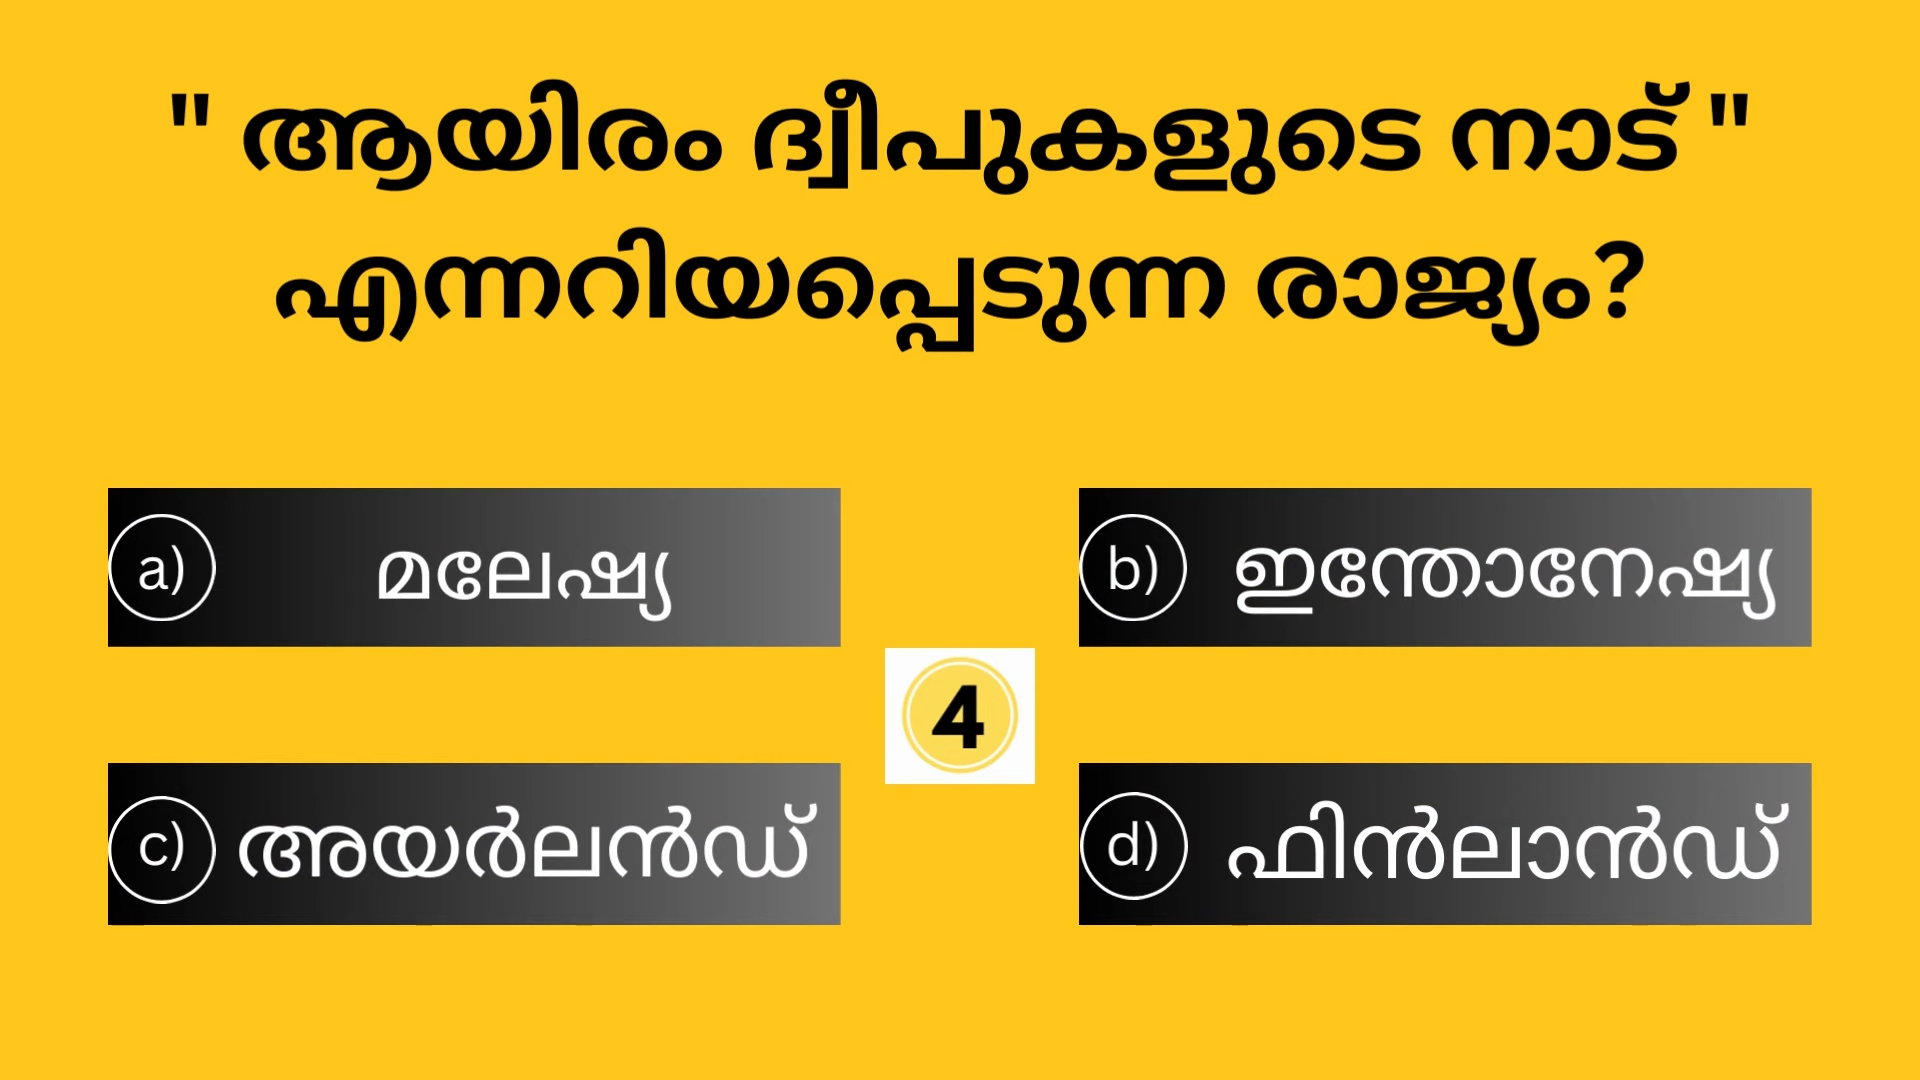 " ആയിരം ദ്വീപുകളുടെ നാട് "
എന്നറിയപ്പെടുന്ന രാജ്യം?
a) മലേഷ്യ
b) ഇന്തോനേഷ്യ
4
c) അയർലൻഡ്
d) ഫിൻലാൻഡ്